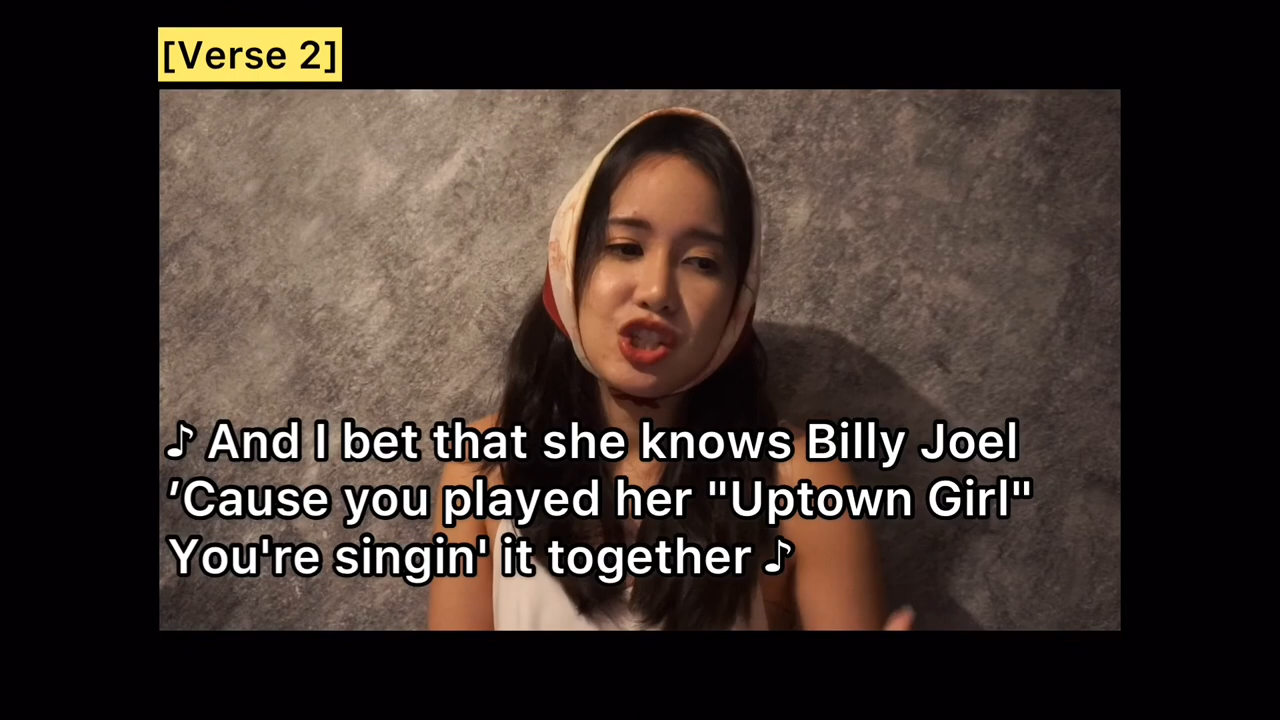 [Verse 2]
♪ And I bet that she knows Billy Joel
’Cause you played her "Uptown Girl"
You're singin' it together ♪